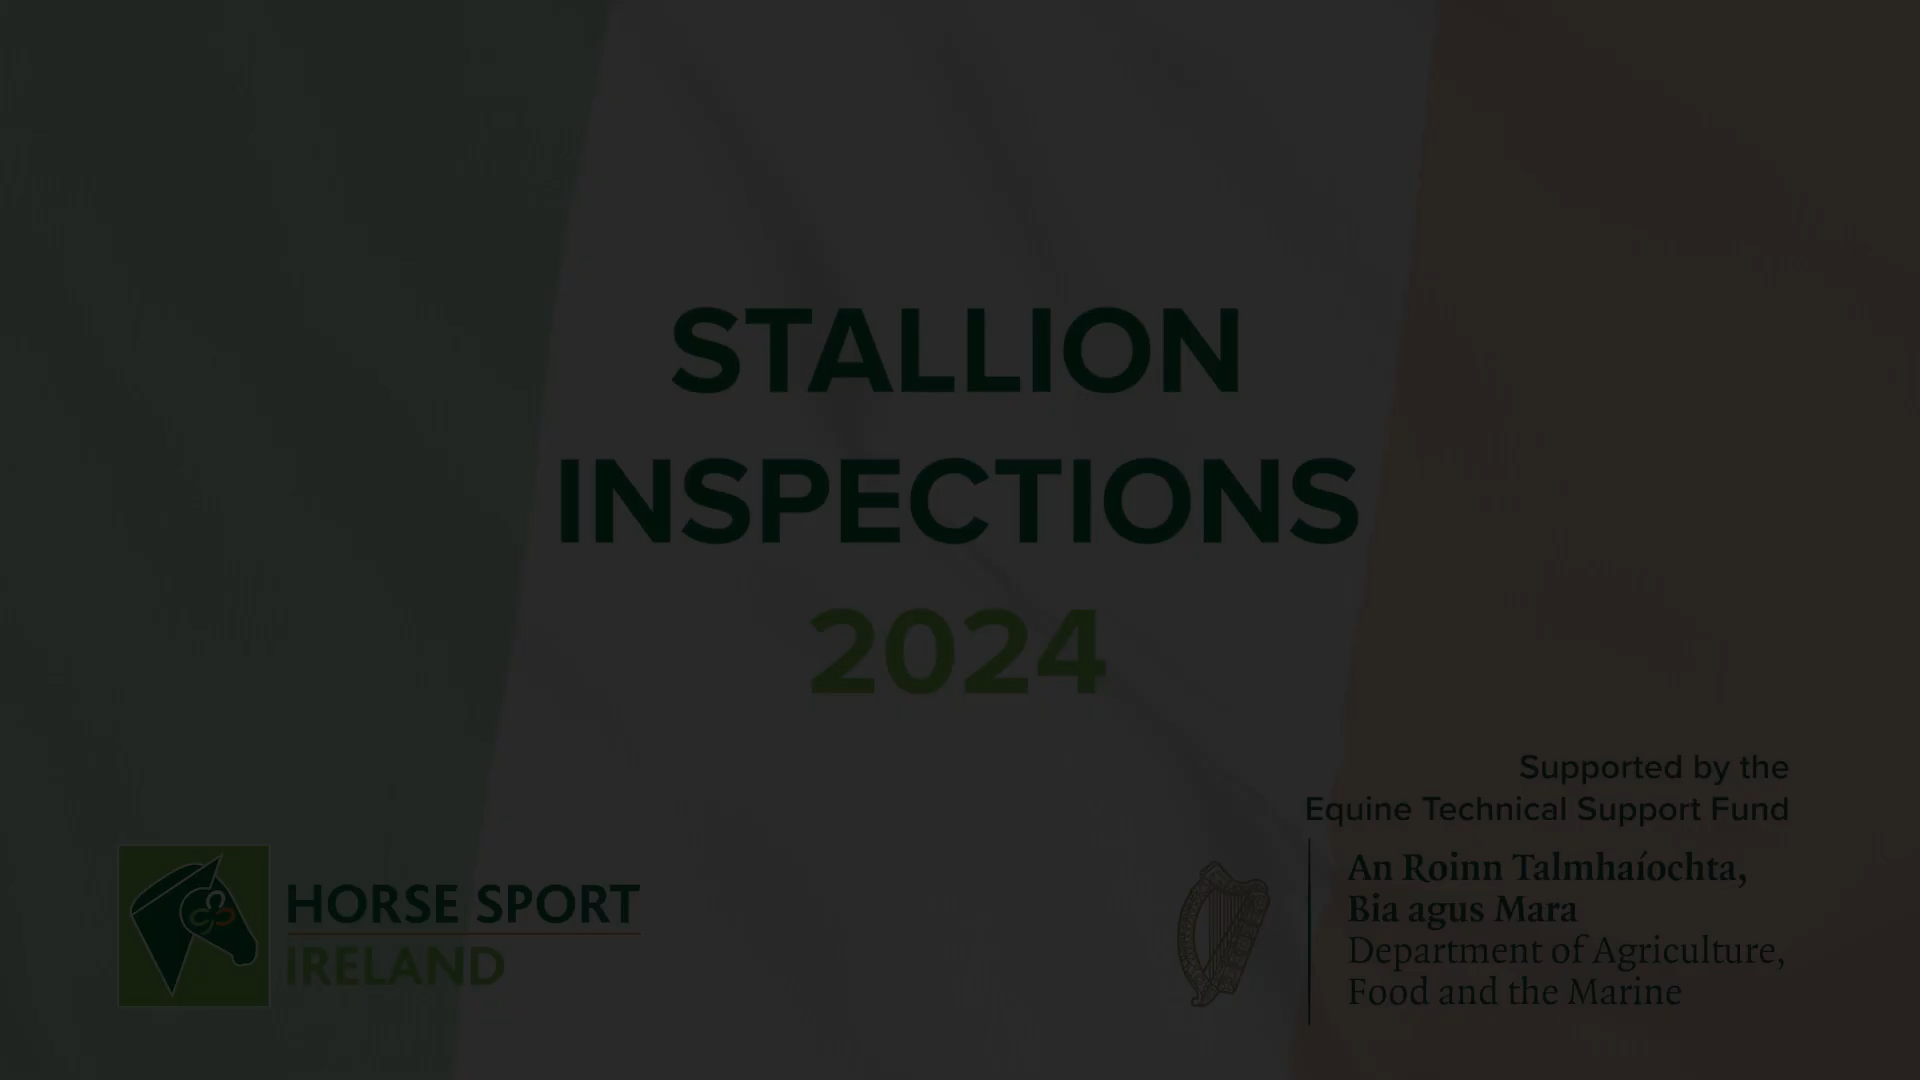 STALLION
INSPECTIONS
2024
Supported by the
Equine Technical Support Fund
HORSE SPORT
IRELAND
An Roinn Talmhaíochta,
Bia agus Mara
Department of Agriculture,
Food and the Marine